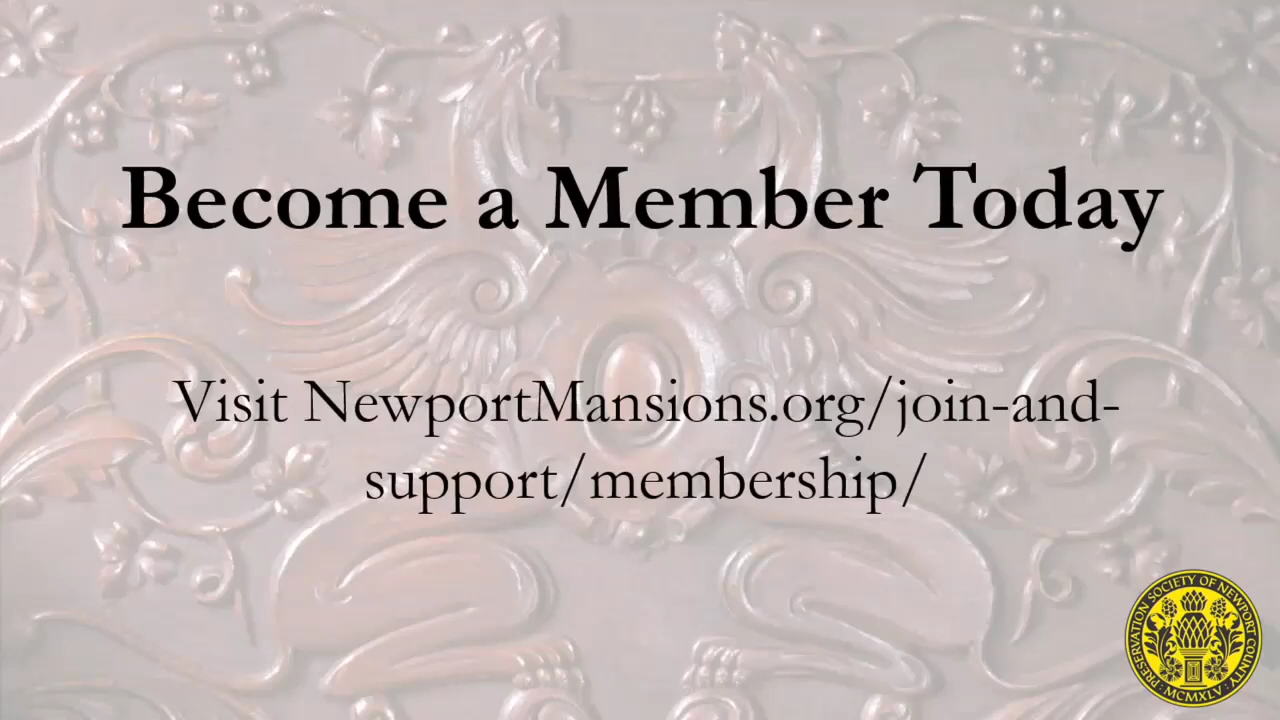 Become a Member Today
Visit NewportMansions.org/join-and-
support/membership/
PRESERVATION SOCIETY OF NEWPORT COUNTY
MCMXLV